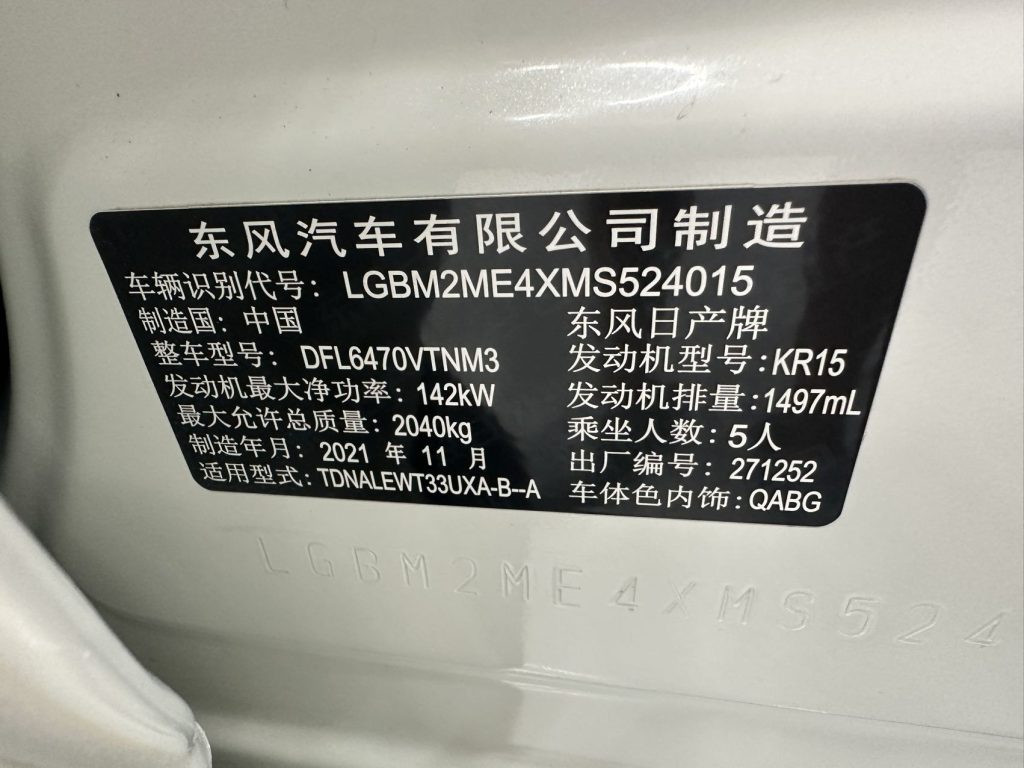 东风汽车有限公司制造
车辆识别代号: LGBM2ME4XMS524015
制造国: 中国 东风日产牌
整车型号: DFL6470VTNM3 发动机型号: KR15
发动机最大净功率: 142kW 发动机排量: 1497mL
最大允许总质量: 2040kg 乘坐人数: 5人
制造年月: 2021 年 11 月 出厂编号: 271252
适用型式: TDNALEWT33UXA-B--A 车体色内饰: QABG
LGBM2ME4XMS524